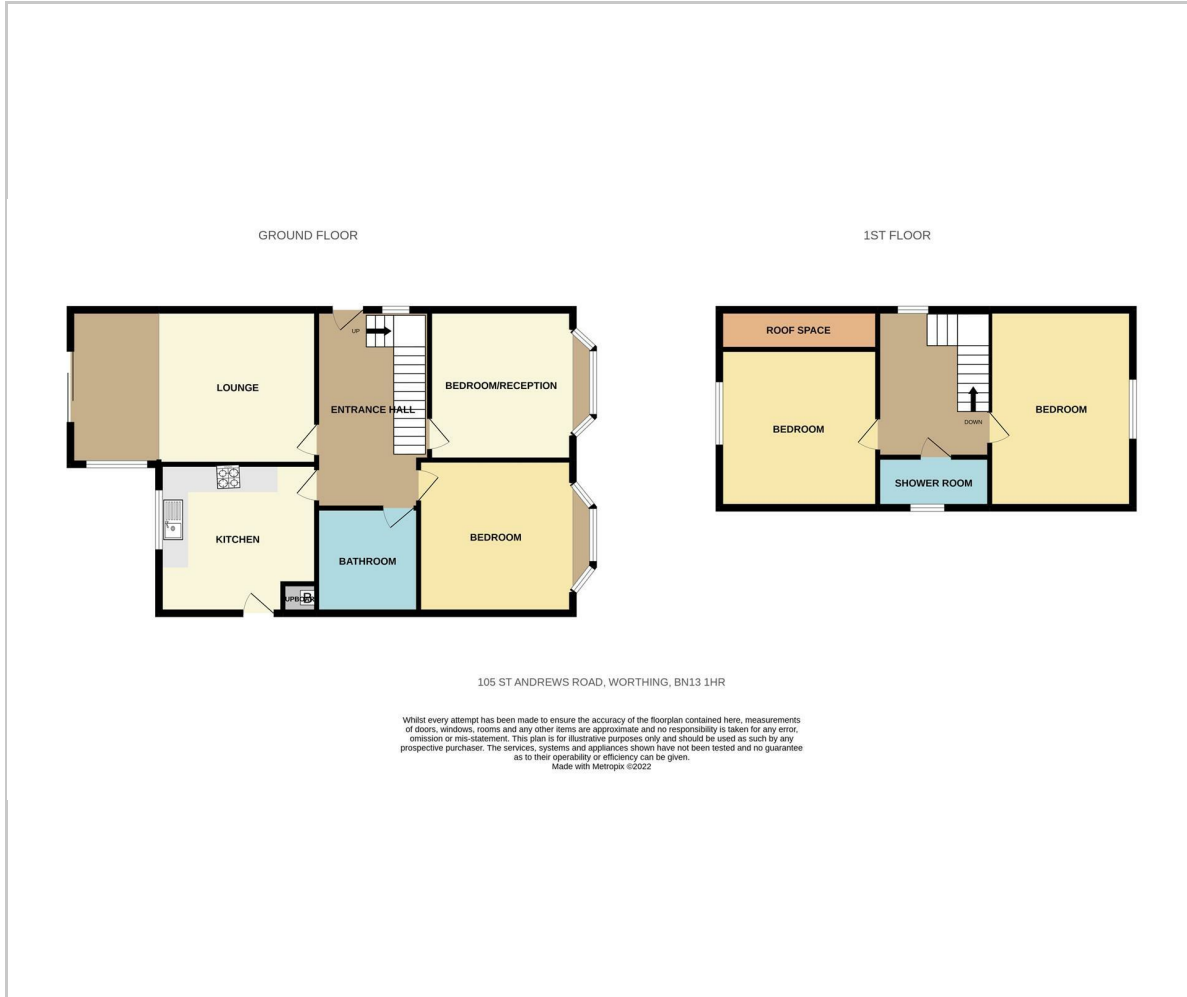 GROUND FLOOR
1ST FLOOR
LOUNGE
UP
ENTRANCE HALL
BEDROOM/RECEPTION
KITCHEN
BATHROOM
BEDROOM
UPBOAR
B
ROOF SPACE
BEDROOM
DOWN
BEDROOM
SHOWER ROOM
105 ST ANDREWS ROAD, WORTHING, BN13 1HR
Whilst every attempt has been made to ensure the accuracy of the floorplan contained here, measurements
of doors, windows, rooms and any other items are approximate and no responsibility is taken for any error,
omission or mis-statement. This plan is for illustrative purposes only and should be used as such by any
prospective purchaser. The services, systems and appliances shown have not been tested and no guarantee
as to their operability or efficiency can be given.
Made with Metropix ©2022